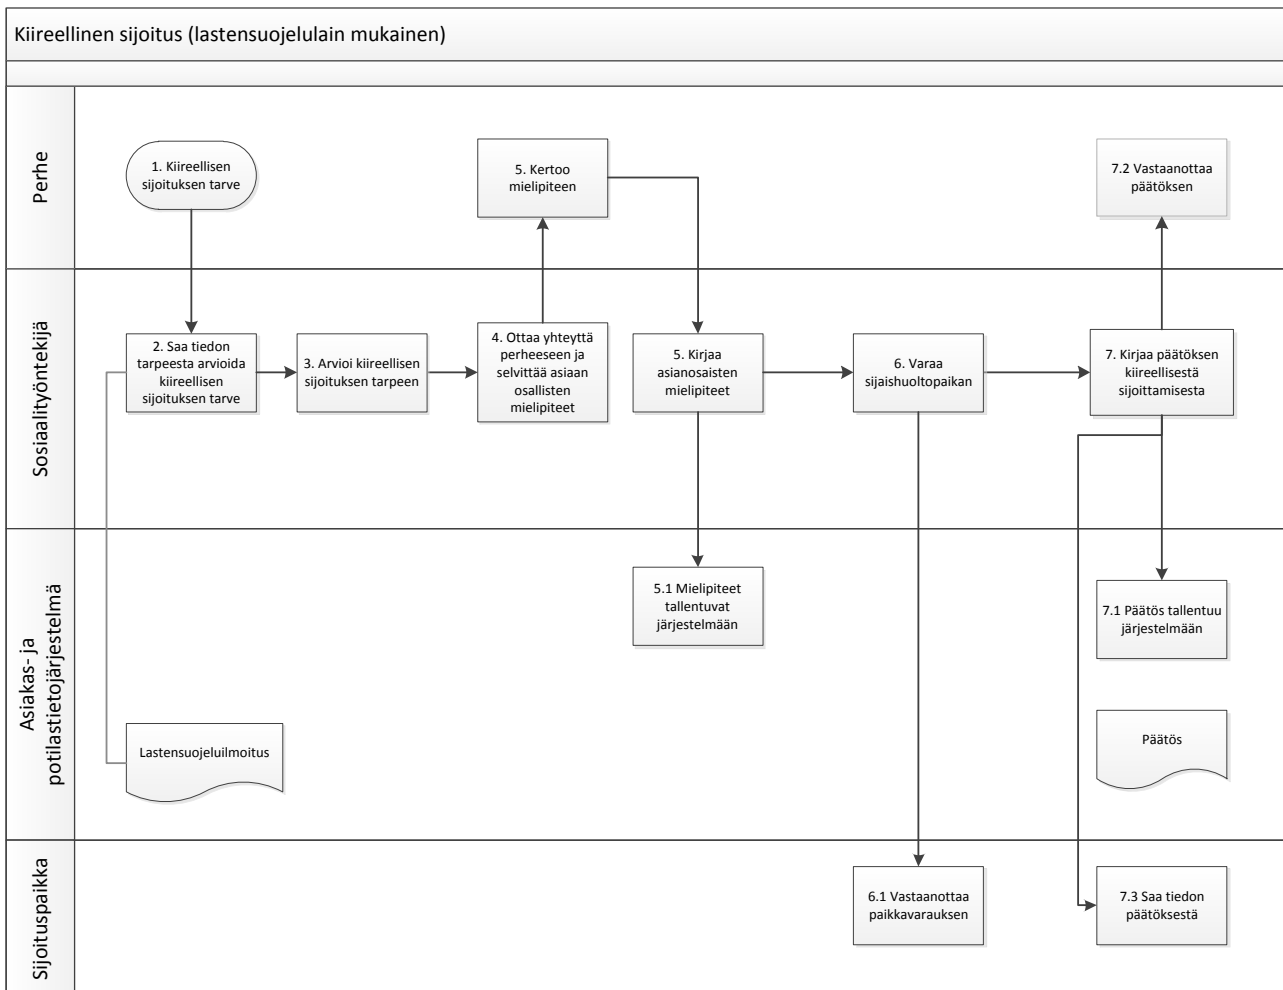 Kiireellinen sijoitus (lastensuojelulain mukainen)
Perhe
1. Kiireellisen
sijoituksen tarve
5. Kertoo
mielipiteen
7.2 Vastaanottaa
päätöksen
Sosiaalityöntekijä
2. Saa tiedon
tarpeesta arvioida
kiireellisen
sijoituksen tarve
3. Arvioi kiireellisen
sijoituksen tarpeen
4. Ottaa yhteyttä
perheeseen ja
selvittää asiaan
osallisten
mielipiteet
5. Kirjaa
asianosaisten
mielipiteet
6. Varaa
sijaishuoltopaikan
7. Kirjaa päätöksen
kiireellisestä
sijoittamisesta
Asiakas- ja
potilastietojärjestelmä
5.1 Mielipiteet
tallentuvat
järjestelmään
7.1 Päätös tallentuu
järjestelmään
Lastensuojeluilmoitus
Päätös
Sijoituspaikka
6.1 Vastaanottaa
paikkavarauksen
7.3 Saa tiedon
päätöksestä